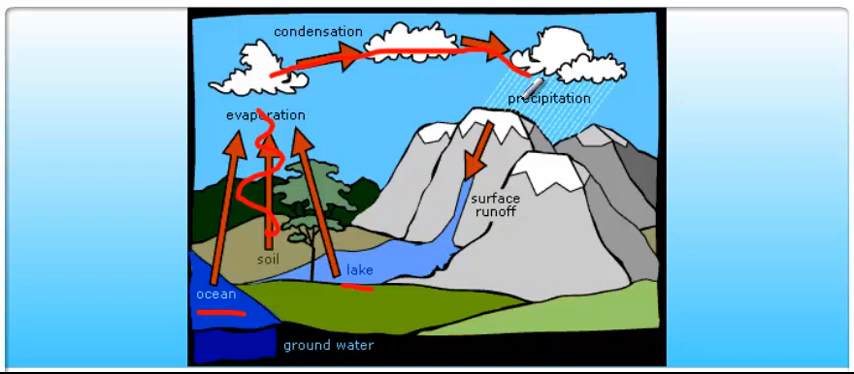 condensation
evaporation
precipitation
surface
runoff
soil
lake
ocean
ground water